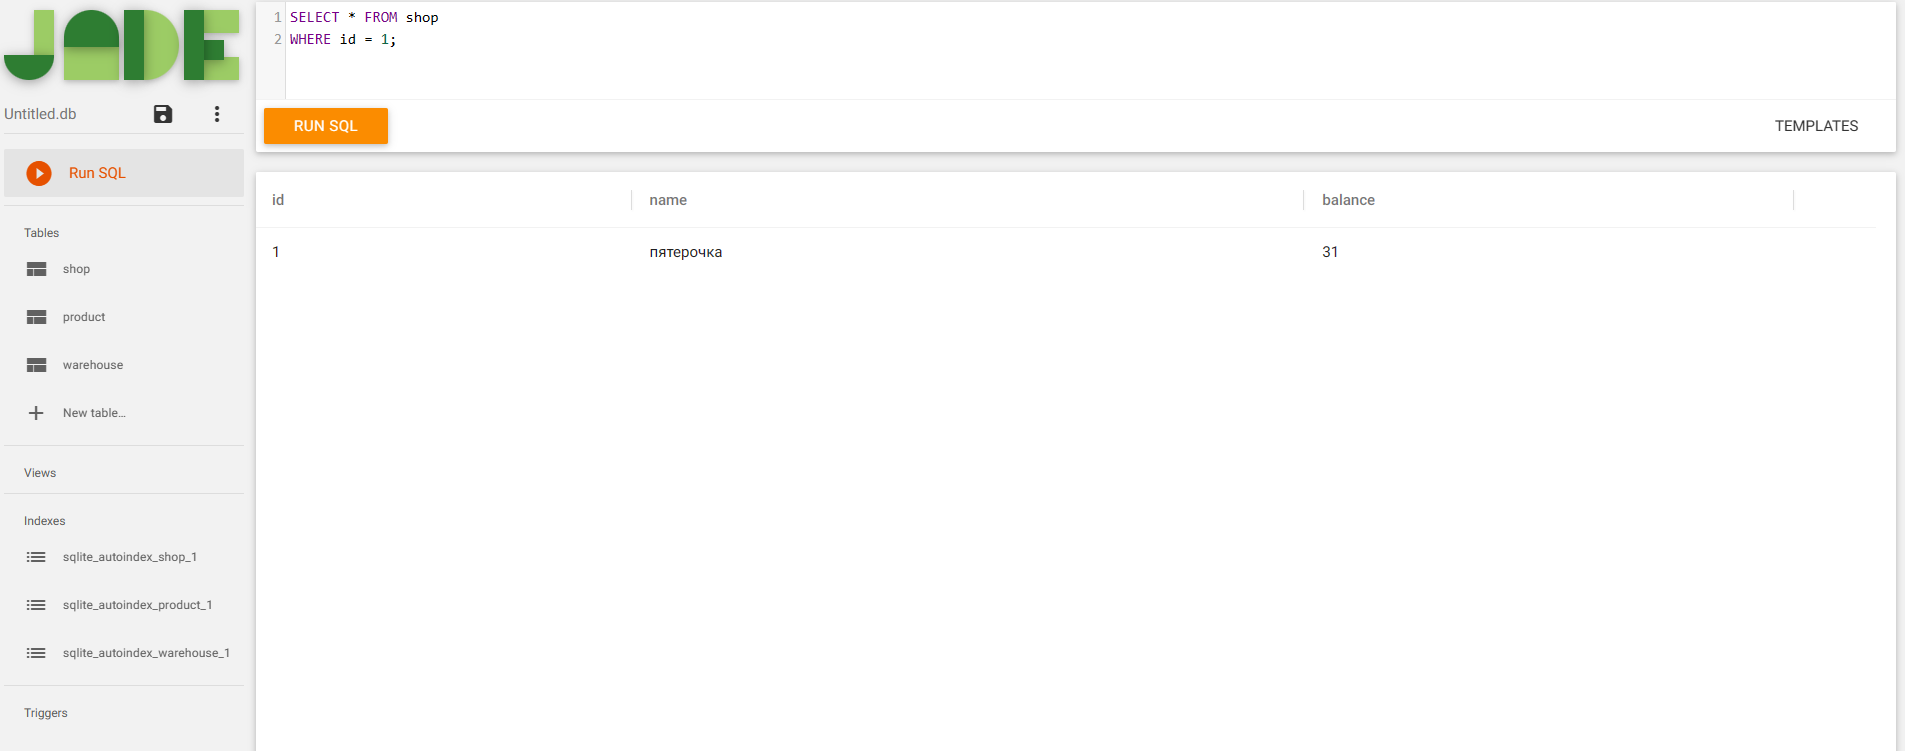 JADE
Untitled.db
Run SQL
Tables
shop
product
warehouse
New table...
Views
Indexes
sqlite_autoindex_shop_1
sqlite_autoindex_product_1
sqlite_autoindex_warehouse_1
Triggers
1 SELECT * FROM shop
2 WHERE id = 1;
RUN SQL TEMPLATES
id name balance
1 пятерочка 31